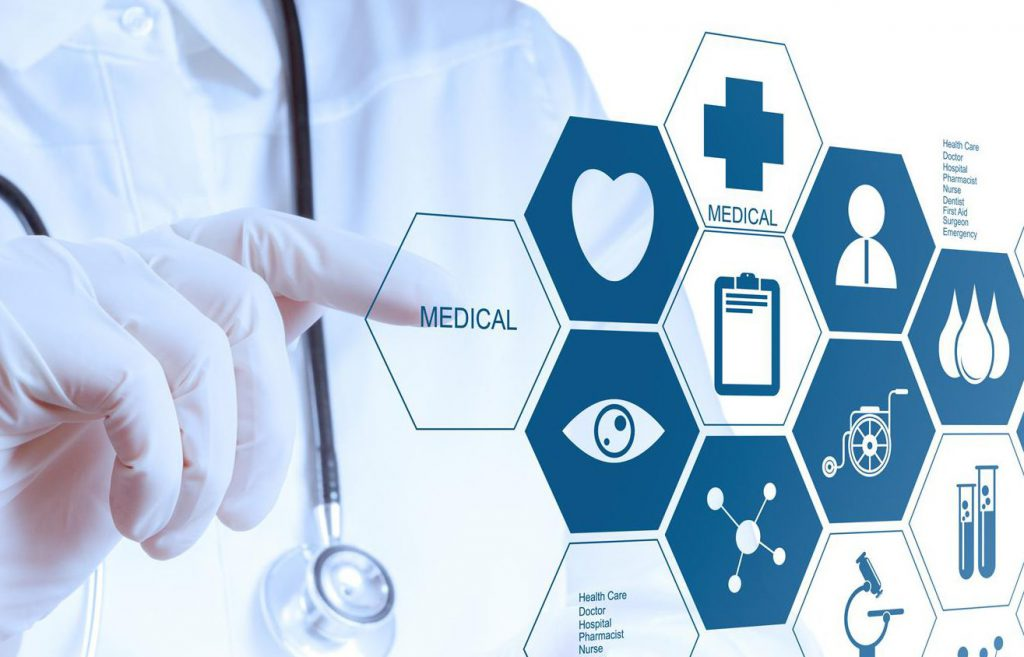 MEDICAL
MEDICAL
Health Care
Doctor
Hospital
Pharmacist
Nurse
Dentist
First Aid
Surgeon
Emergency
Health Care
Doctor
Hospital
Pharmacist
Nurse